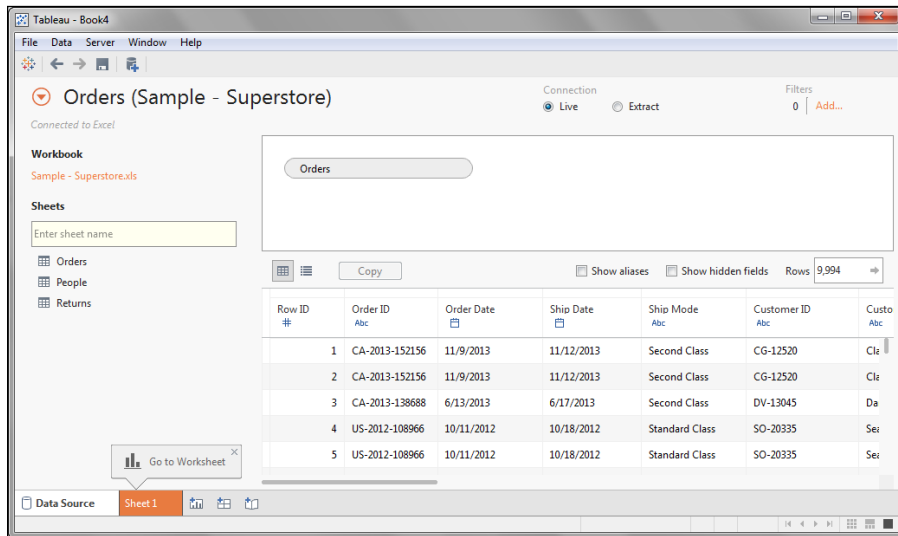 Tableau - Book4
File Data Server Window Help
Orders (Sample - Superstore)
Connected to Excel
Connection
Live Extract
Filters
0 Add...
Workbook
Sample - Superstore.xls
Sheets
Enter sheet name
Orders
People
Returns
Orders
Copy Show aliases Show hidden fields Rows 9,994
Row ID Order ID Order Date Ship Date Ship Mode Customer ID Custo
# Abc Abc Abc Abc
1 CA-2013-152156 11/9/2013 11/12/2013 Second Class CG-12520 Cla
2 CA-2013-152156 11/9/2013 11/12/2013 Second Class CG-12520 Cla
3 CA-2013-138688 6/13/2013 6/17/2013 Second Class DV-13045 Da
4 US-2012-108966 10/11/2012 10/18/2012 Standard Class SO-20335 Sea
5 US-2012-108966 10/11/2012 10/18/2012 Standard Class SO-20335 Sea
Go to Worksheet
Data Source Sheet 1